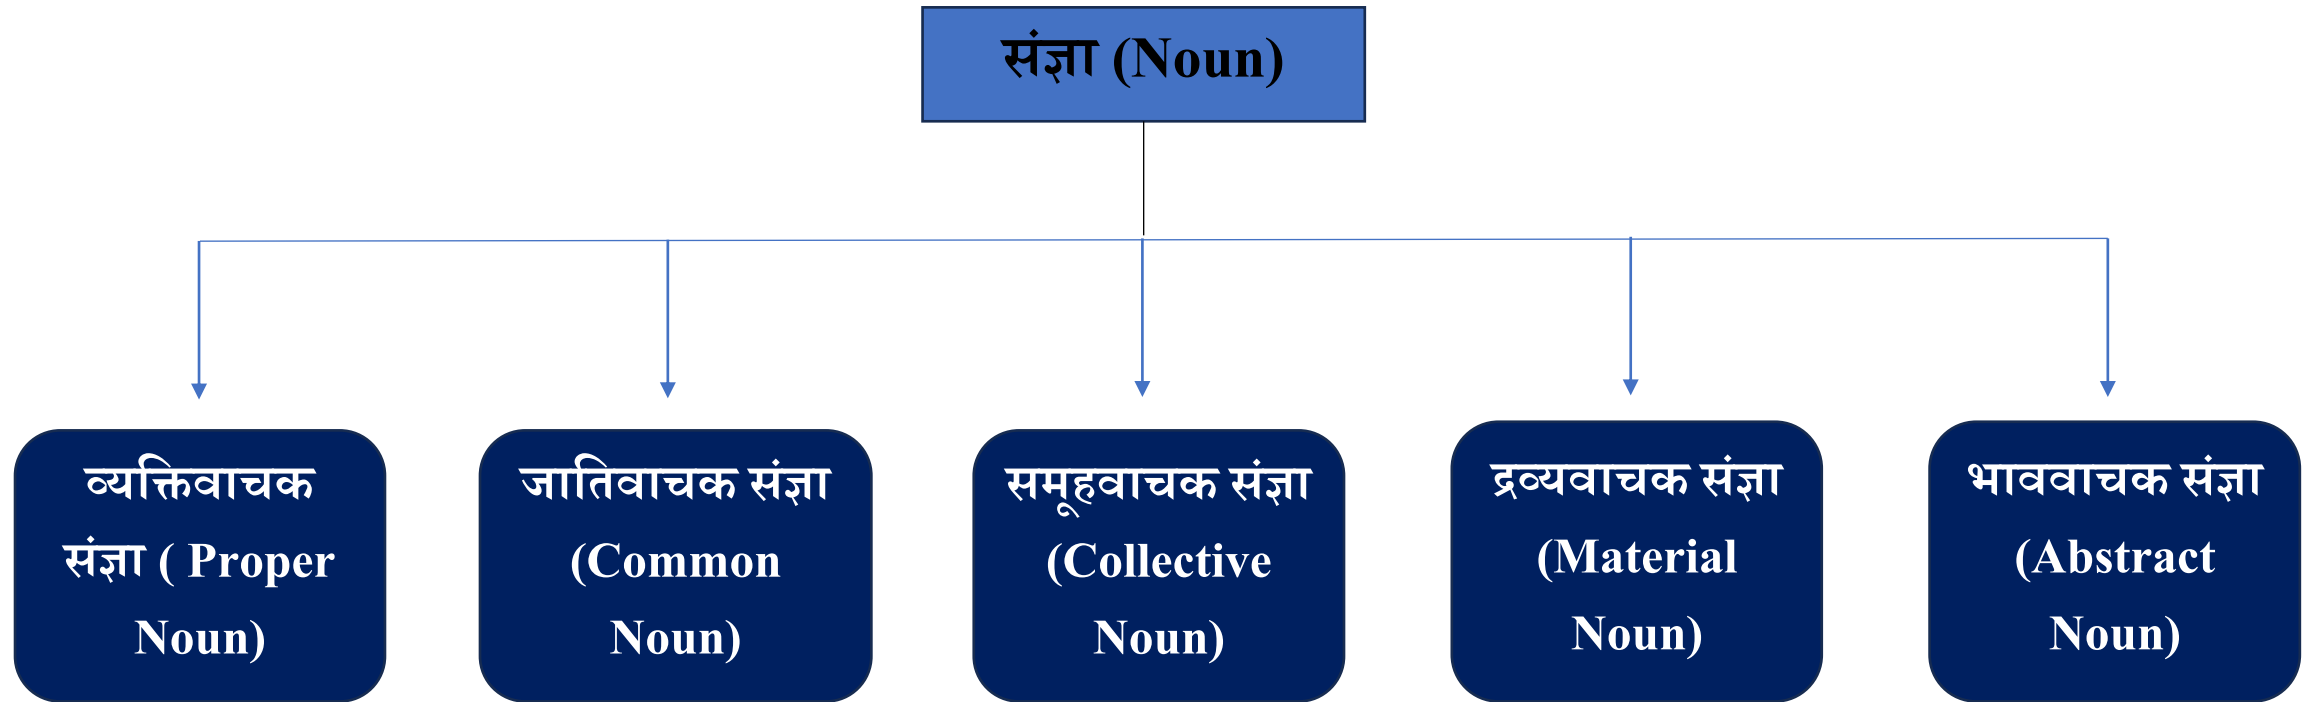 संज्ञा (Noun)
व्यक्तिवाचक
संज्ञा ( Proper
Noun)
जातिवाचक संज्ञा
(Common
Noun)
समूहवाचक संज्ञा
(Collective
Noun)
द्रव्यवाचक संज्ञा
(Material
Noun)
भाववाचक संज्ञा
(Abstract
Noun)